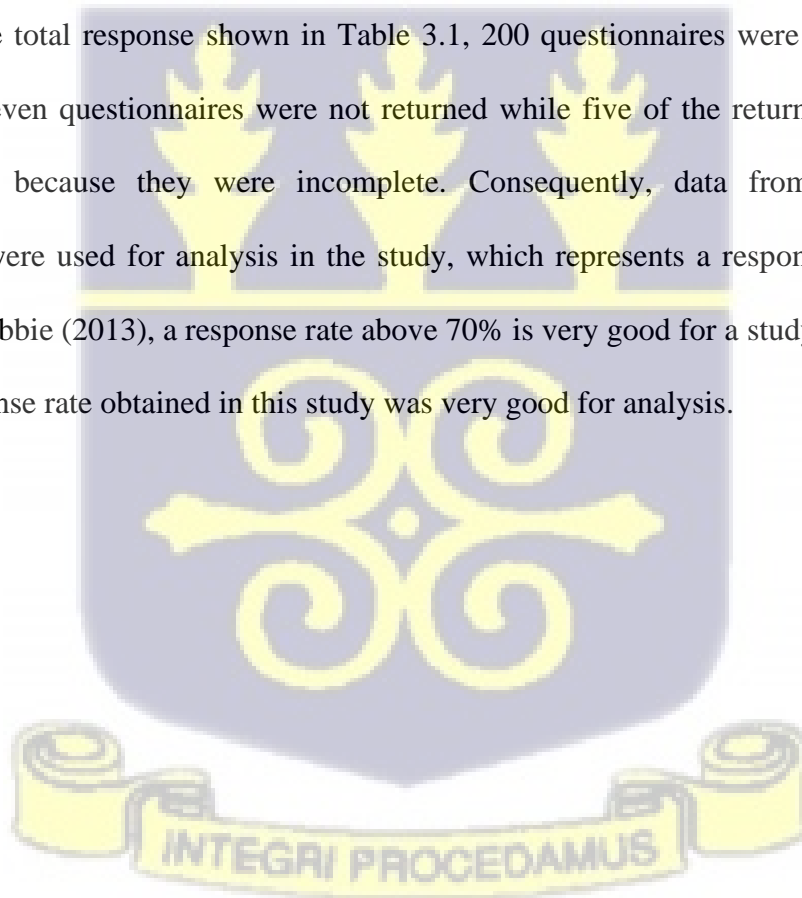 total response shown in Table 3.1, 200 questionnaires were
even questionnaires were not returned while five of the return
because they were incomplete. Consequently, data from
were used for analysis in the study, which represents a respon
bbie (2013), a response rate above 70% is very good for a study
nse rate obtained in this study was very good for analysis.
INTEGRI PROCEDAMUS